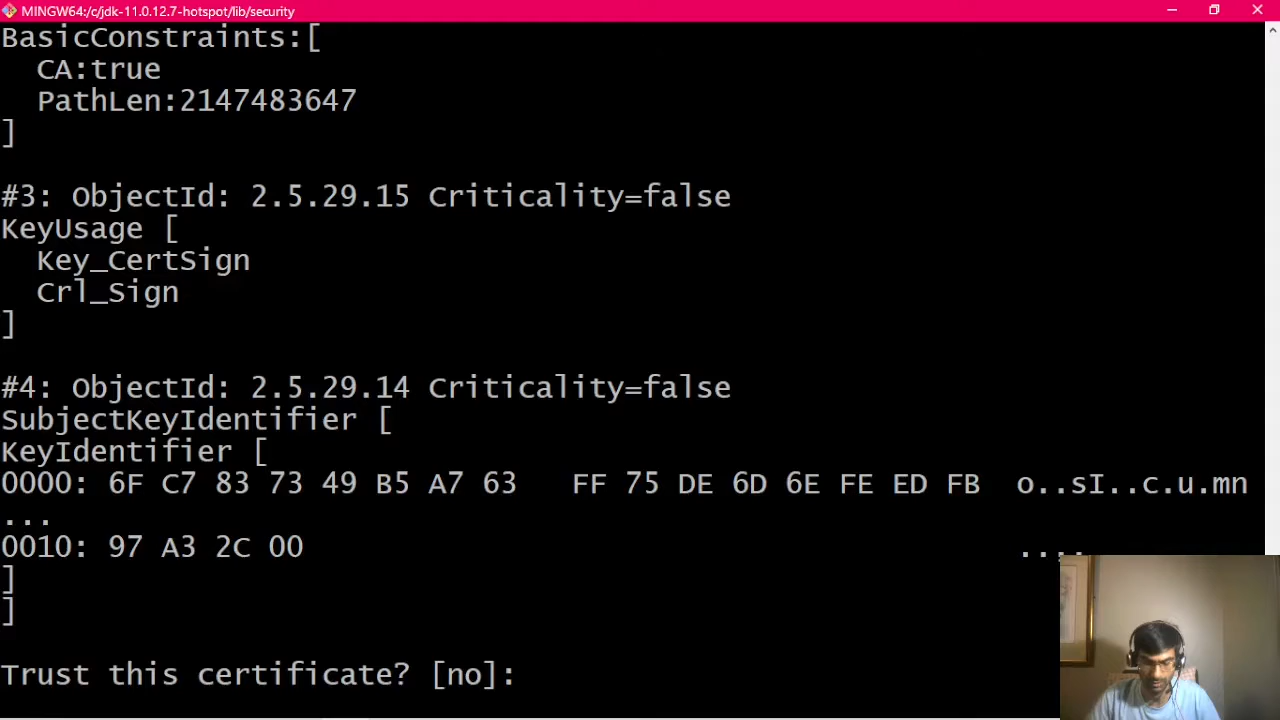 MINGW64:/c/jdk-11.0.12.7-hotspot/lib/security
BasicConstraints:[
  CA:true
  PathLen:2147483647
]
#3: ObjectId: 2.5.29.15 Criticality=false
KeyUsage [
  Key_CertSign
  Crl_Sign
]
#4: ObjectId: 2.5.29.14 Criticality=false
SubjectKeyIdentifier [
KeyIdentifier [
0000: 6F C7 83 73 49 B5 A7 63   FF 75 DE 6D 6E FE ED FB  o..sI..c.u.mn
...
0010: 97 A3 2C 00                                        ..,.
]
]
Trust this certificate? [no]: